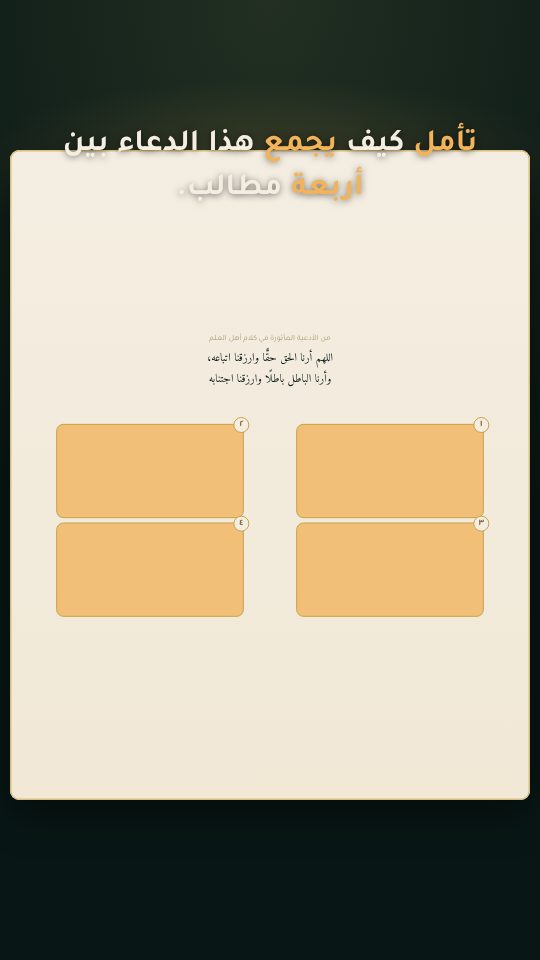 تأمل كيف يجمع هذا الدعاء بين
أربعة مطالب.
من الأدعية المأثورة في كلام أهل العلم
اللهم أرنا الحق حقًّا وارزقنا اتباعه،
وأرنا الباطل باطلًا وارزقنا اجتنابه
١
٢
٣
٤